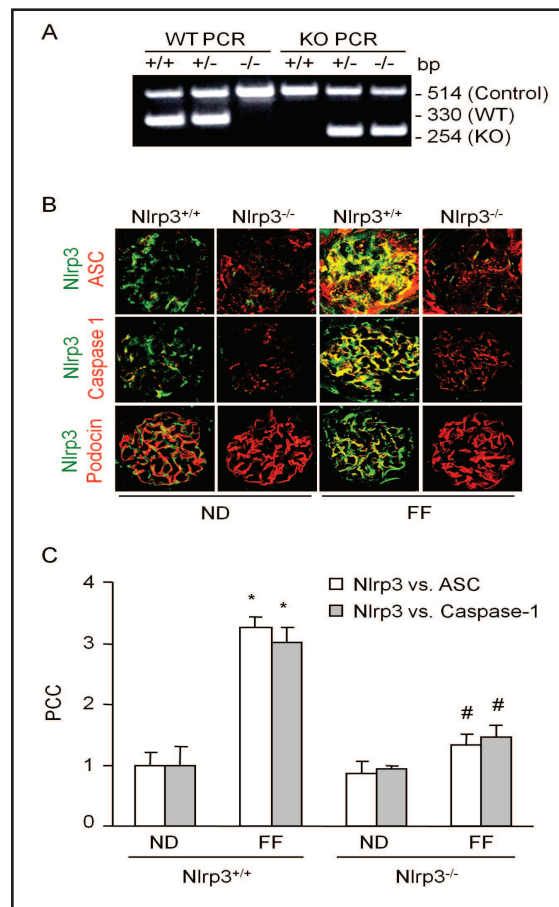 A
WT PCR KO PCR
+/+ +/- -/- +/+ +/- -/- bp
- 514 (Control)
- 330 (WT)
- 254 (KO)
B
Nlrp3+/+ Nlrp3-/- Nlrp3+/+ Nlrp3-/-
Nlrp3
ASC
Nlrp3
Caspase 1
Nlrp3
Podocin
ND FF
C
4
3
2
1
0
PCC
Nlrp3 vs. ASC
Nlrp3 vs. Caspase-1
* *
# #
ND FF ND FF
Nlrp3+/+ Nlrp3-/-